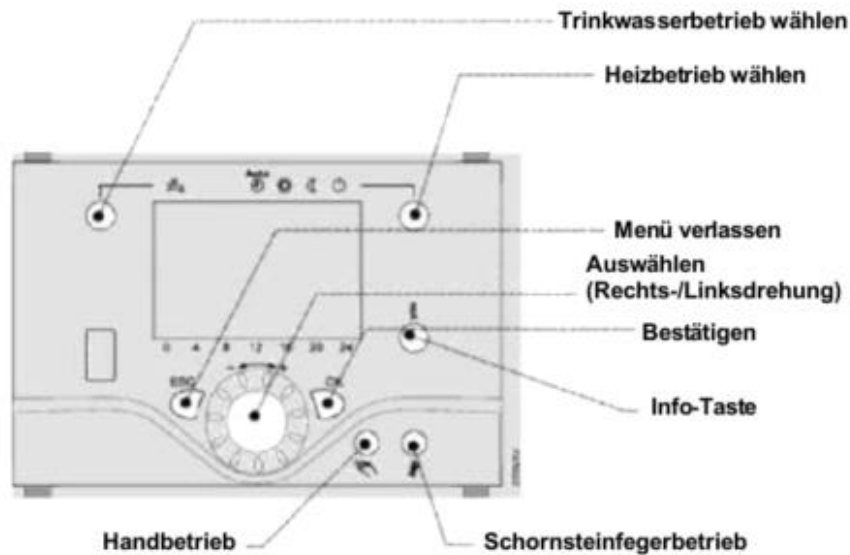 Trinkwasserbetrieb wählen
Heizbetrieb wählen
Auto
Menü verlassen
Auswählen
(Rechts-/Linksdrehung)
0 4 8 12 16 20 24
Bestätigen
ESC
OK
Info-Taste
Handbetrieb
Schornsteinfegerbetrieb